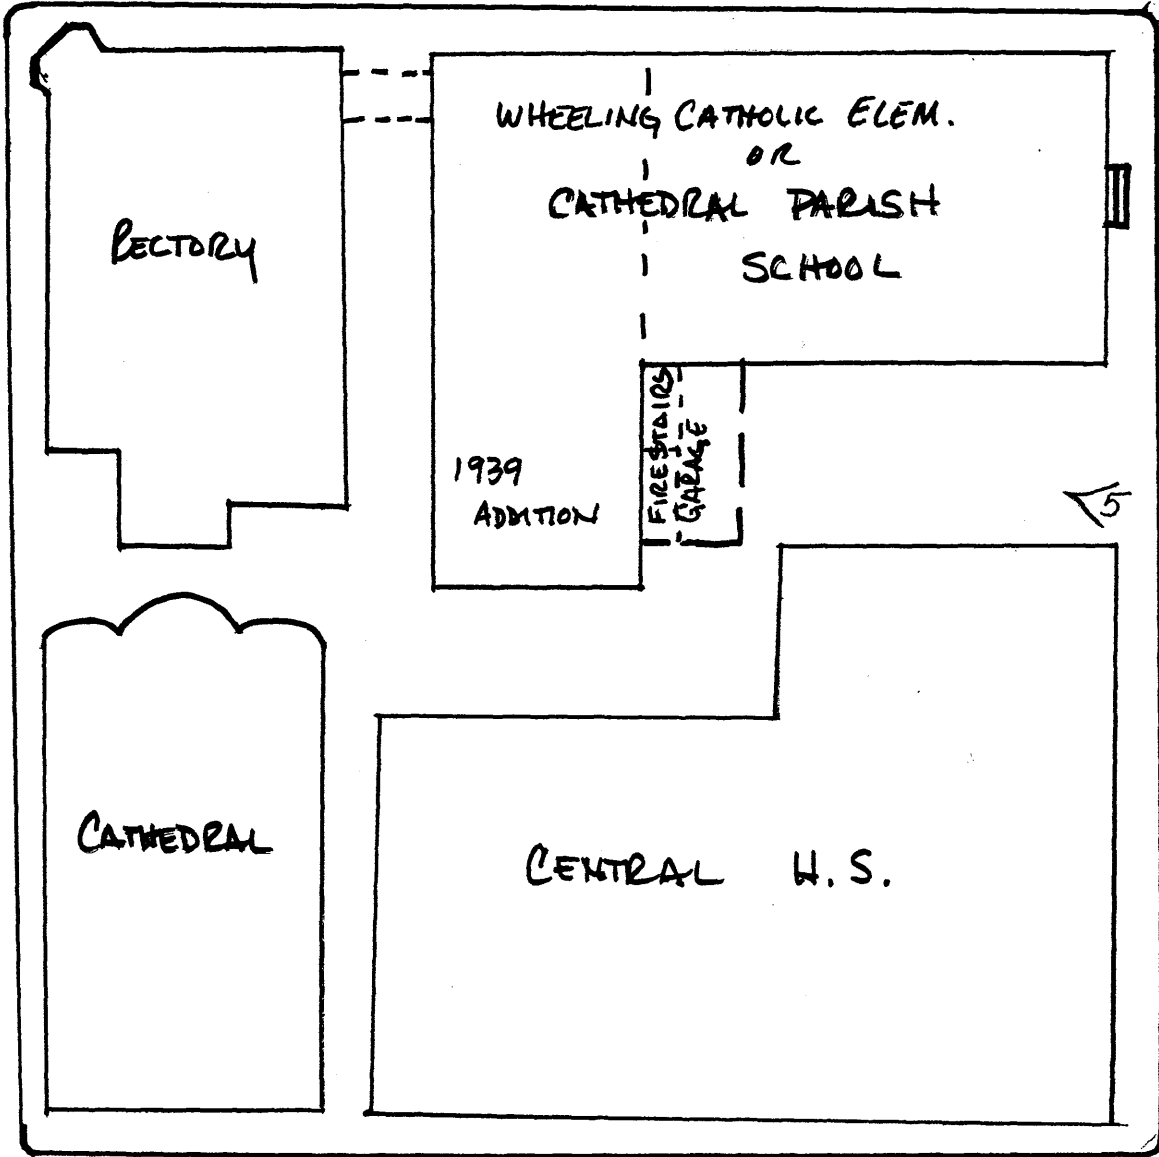 WHEELING CATHOLIC ELEM.
OR
CATHEDRAL PARISH
SCHOOL
RECTORY
FIRESTAIRS
GARAGE
1939
ADDITION
5
CATHEDRAL
CENTRAL H.S.